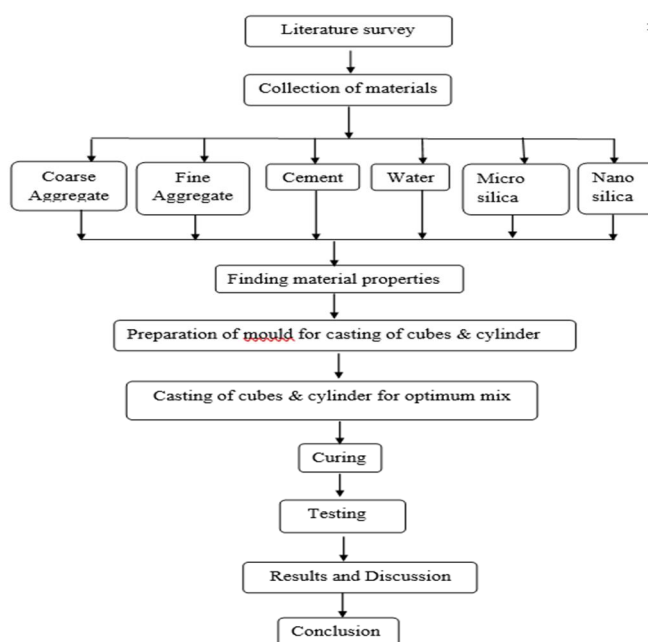 Literature survey
Collection of materials
Coarse
Aggregate
Fine
Aggregate
Cement
Water
Micro
silica
Nano
silica
Finding material properties
Preparation of mould for casting of cubes & cylinder
Casting of cubes & cylinder for optimum mix
Curing
Testing
Results and Discussion
Conclusion